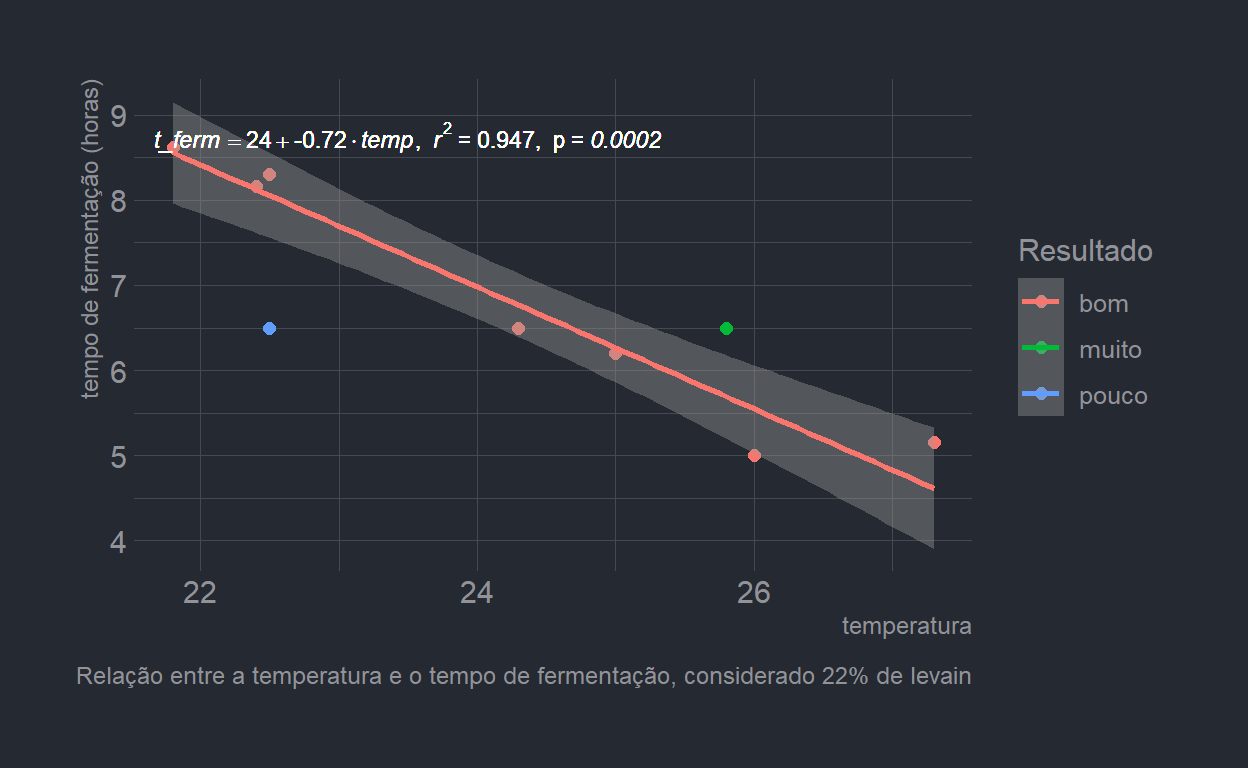 tempo de fermentação (horas)
9
8
7
6
5
4
t_ferm = 24 + -0.72 · temp, r² = 0.947, p = 0.0002
22 24 26
temperatura
Relação entre a temperatura e o tempo de fermentação, considerado 22% de levain
Resultado
bom
muito
pouco